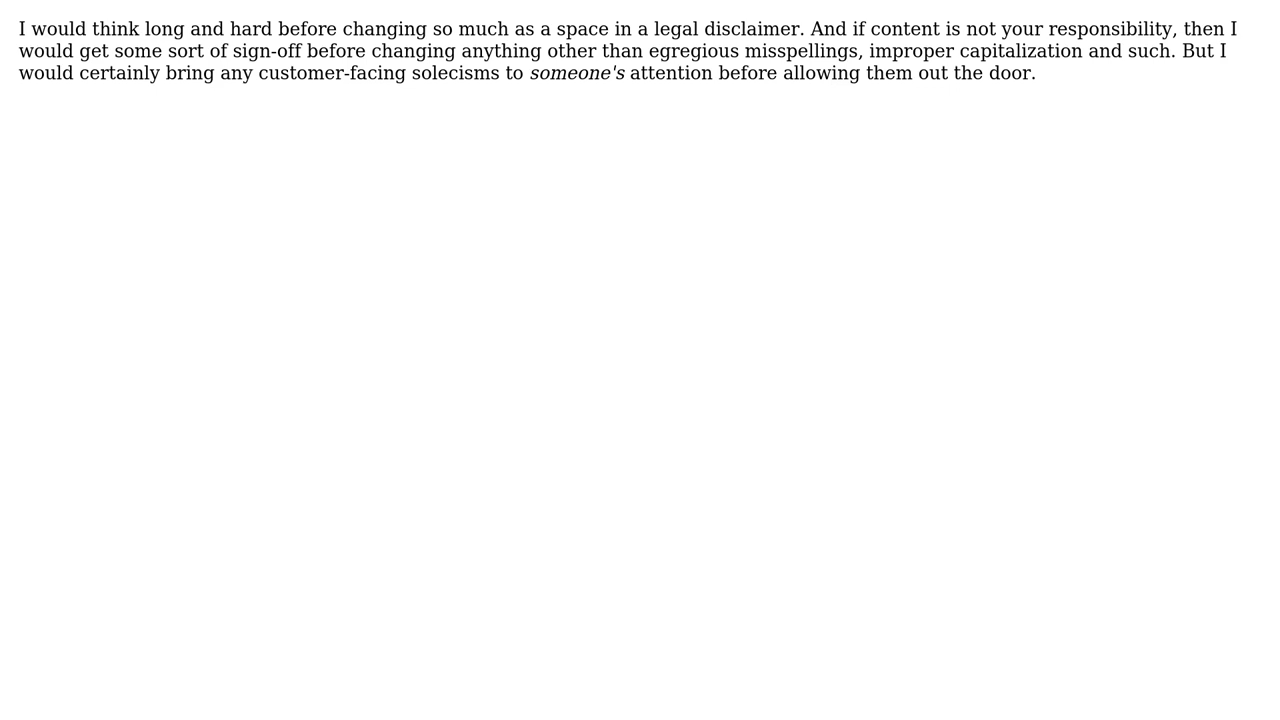 I would think long and hard before changing so much as a space in a legal disclaimer. And if content is not your responsibility, then I
would get some sort of sign-off before changing anything other than egregious misspellings, improper capitalization and such. But I
would certainly bring any customer-facing solecisms to someone's attention before allowing them out the door.